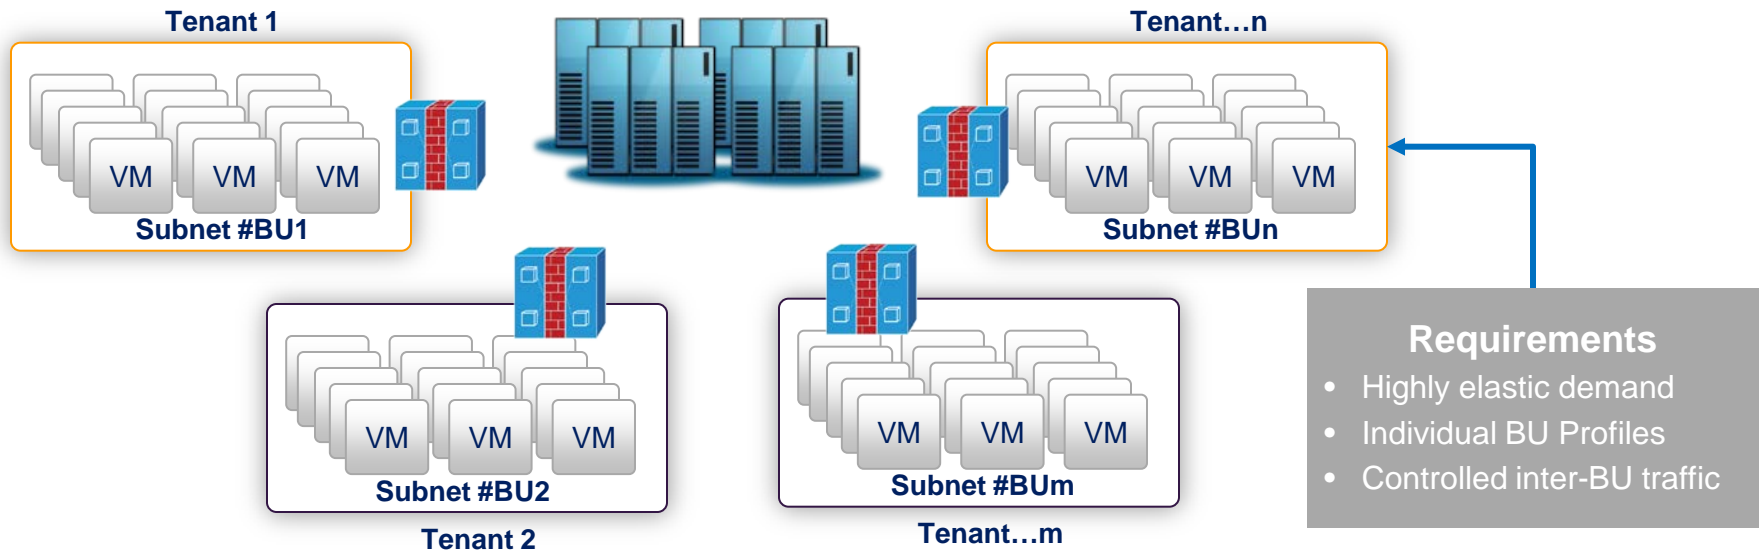 Tenant 1
VM VM VM
Subnet #BU1
Tenant…n
VM VM VM
Subnet #BUn
VM VM VM
Subnet #BU2
Tenant 2
VM VM VM
Subnet #BUm
Tenant…m
Requirements
• Highly elastic demand
• Individual BU Profiles
• Controlled inter-BU traffic